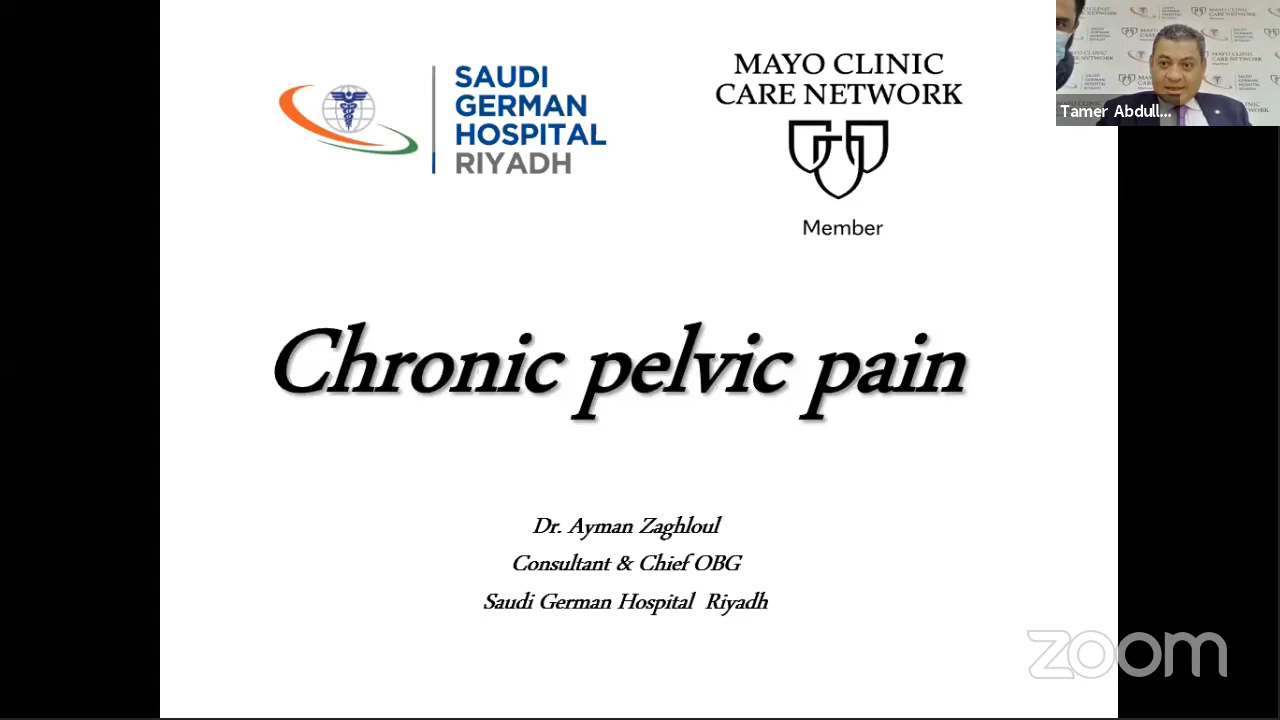 SAUDI
GERMAN
HOSPITAL
RIYADH
MAYO CLINIC
CARE NETWORK
Member
Tamer Abdull...
Chronic pelvic pain
Dr. Ayman Zaghloul
Consultant & Chief OBG
Saudi German Hospital Riyadh
zoom